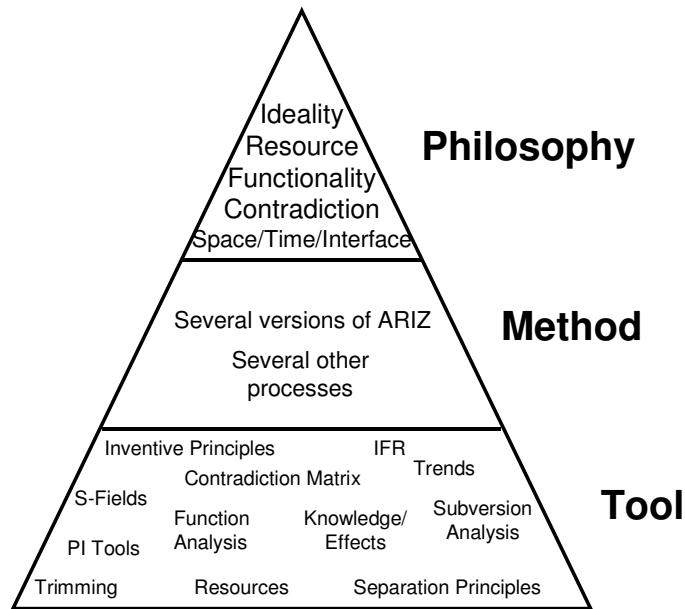 Ideality
Resource
Functionality
Contradiction
Space/Time/Interface
Philosophy
Several versions of ARIZ
Several other
processes
Method
Inventive Principles
IFR
Trends
Contradiction Matrix
S-Fields
Function
Analysis
Knowledge/
Effects
Subversion
Analysis
PI Tools
Trimming
Resources
Separation Principles
Tool